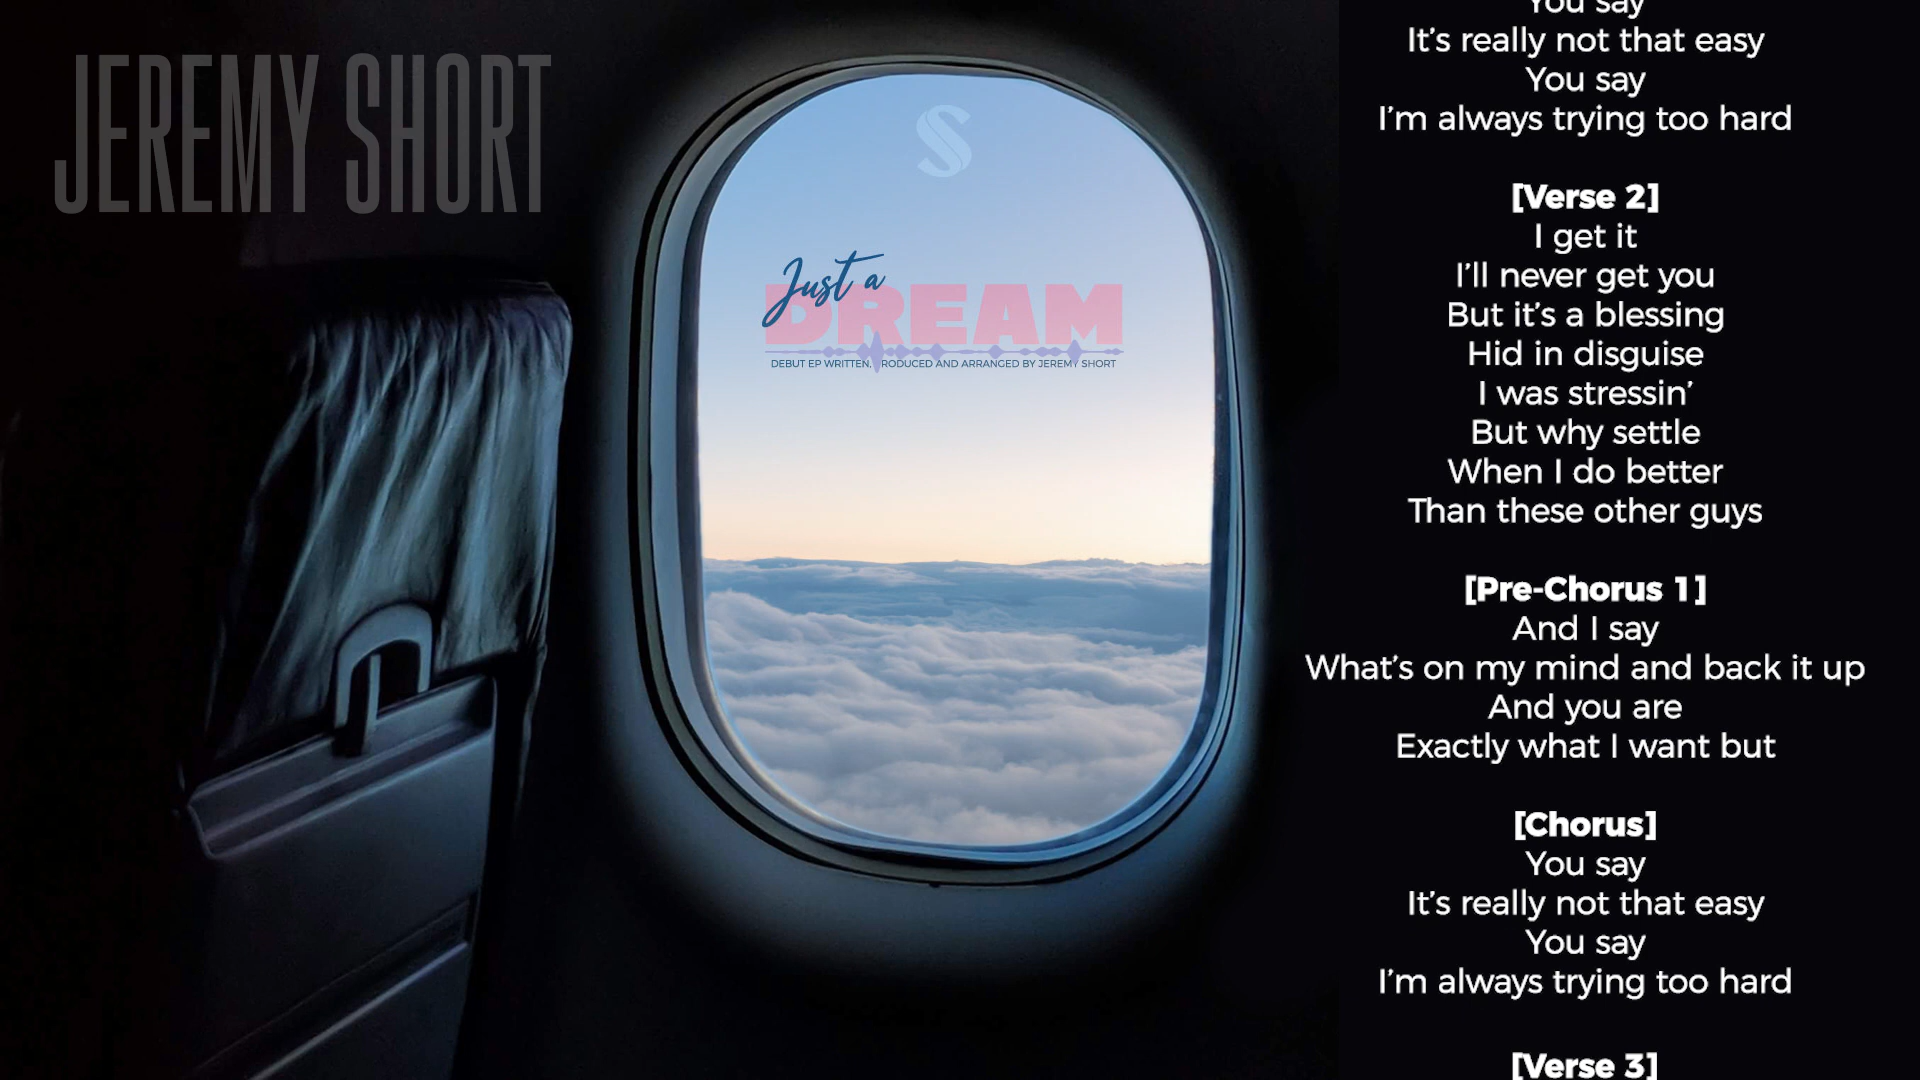 JEREMY SHORT
S
Just a
DREAM
DEBUT EP WRITTEN, RODUCED AND ARRANGED BY JEREMY SHORT
You say
It's really not that easy
You say
I'm always trying too hard
[Verse 2]
I get it
I'll never get you
But it's a blessing
Hid in disguise
I was stressin'
But why settle
When I do better
Than these other guys
[Pre-Chorus 1]
And I say
What's on my mind and back it up
And you are
Exactly what I want but
[Chorus]
You say
It's really not that easy
You say
I'm always trying too hard
[Verse 3]